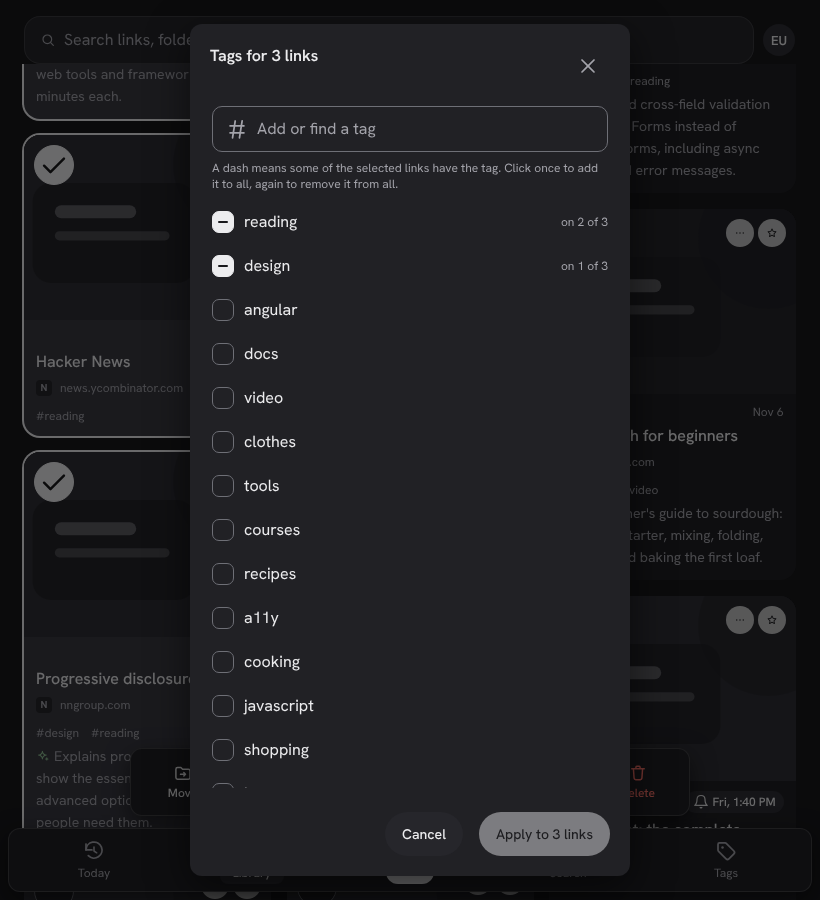 Search links, folde
EU
web tools and framewor
minutes each.
Hacker News
N
news.ycombinator.com
#reading
Progressive disclosur
N
nngroup.com
#design #reading
Explains pro
show the essen
advanced optio
people need them.
Mov
Today
Tags for 3 links
Add or find a tag
A dash means some of the selected links have the tag. Click once to add
it to all, again to remove it from all.
reading
on 2 of 3
design
on 1 of 3
angular
docs
video
clothes
tools
courses
recipes
a11y
cooking
javascript
shopping
Cancel
Apply to 3 links
reading
d cross-field validation
Forms instead of
orms, including async
error messages.
Nov 6
h for beginners
.com
video
ner's guide to sourdough:
tarter, mixing, folding,
d baking the first loaf.
elete
Fri, 1:40 PM
Tags